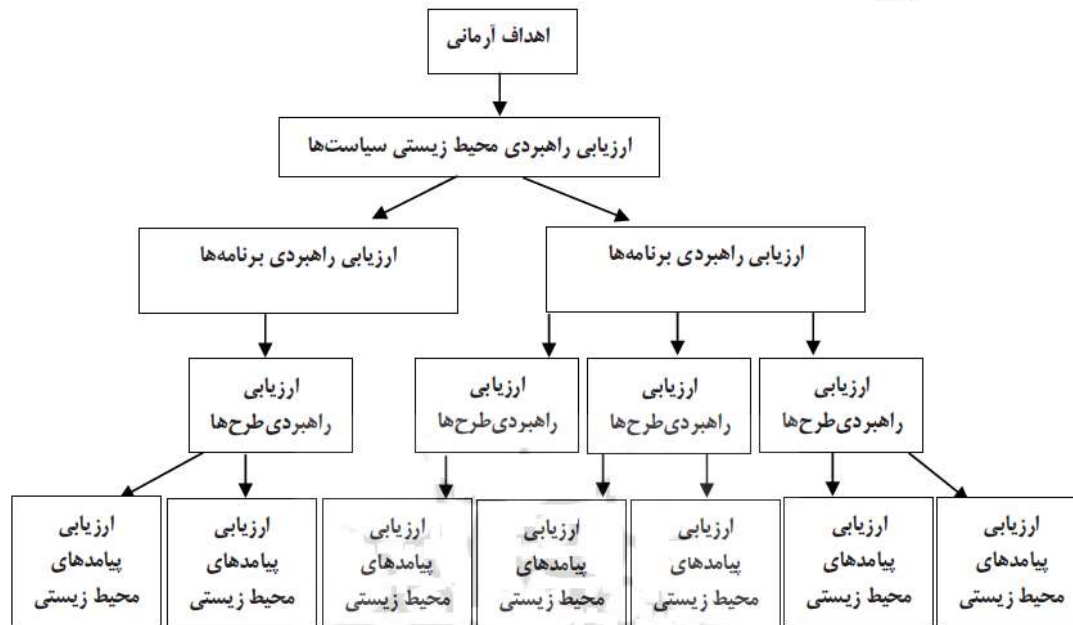 اهداف آرمانی
ارزیابی راهبردی محیط زیستی سیاست‌ها
ارزیابی راهبردی برنامه‌ها
ارزیابی راهبردی برنامه‌ها
ارزیابی
راهبردی‌طرح‌ها
ارزیابی
راهبردی‌طرح‌ها
ارزیابی
راهبردی‌طرح‌ها
ارزیابی
راهبردی‌طرح‌ها
ارزیابی
پیامدهای
محیط زیستی
ارزیابی
پیامدهای
محیط زیستی
ارزیابی
پیامدهای
محیط زیستی
ارزیابی
پیامدهای
محیط زیستی
ارزیابی
پیامدهای
محیط زیستی
ارزیابی
پیامدهای
محیط زیستی
ارزیابی
پیامدهای
محیط زیستی